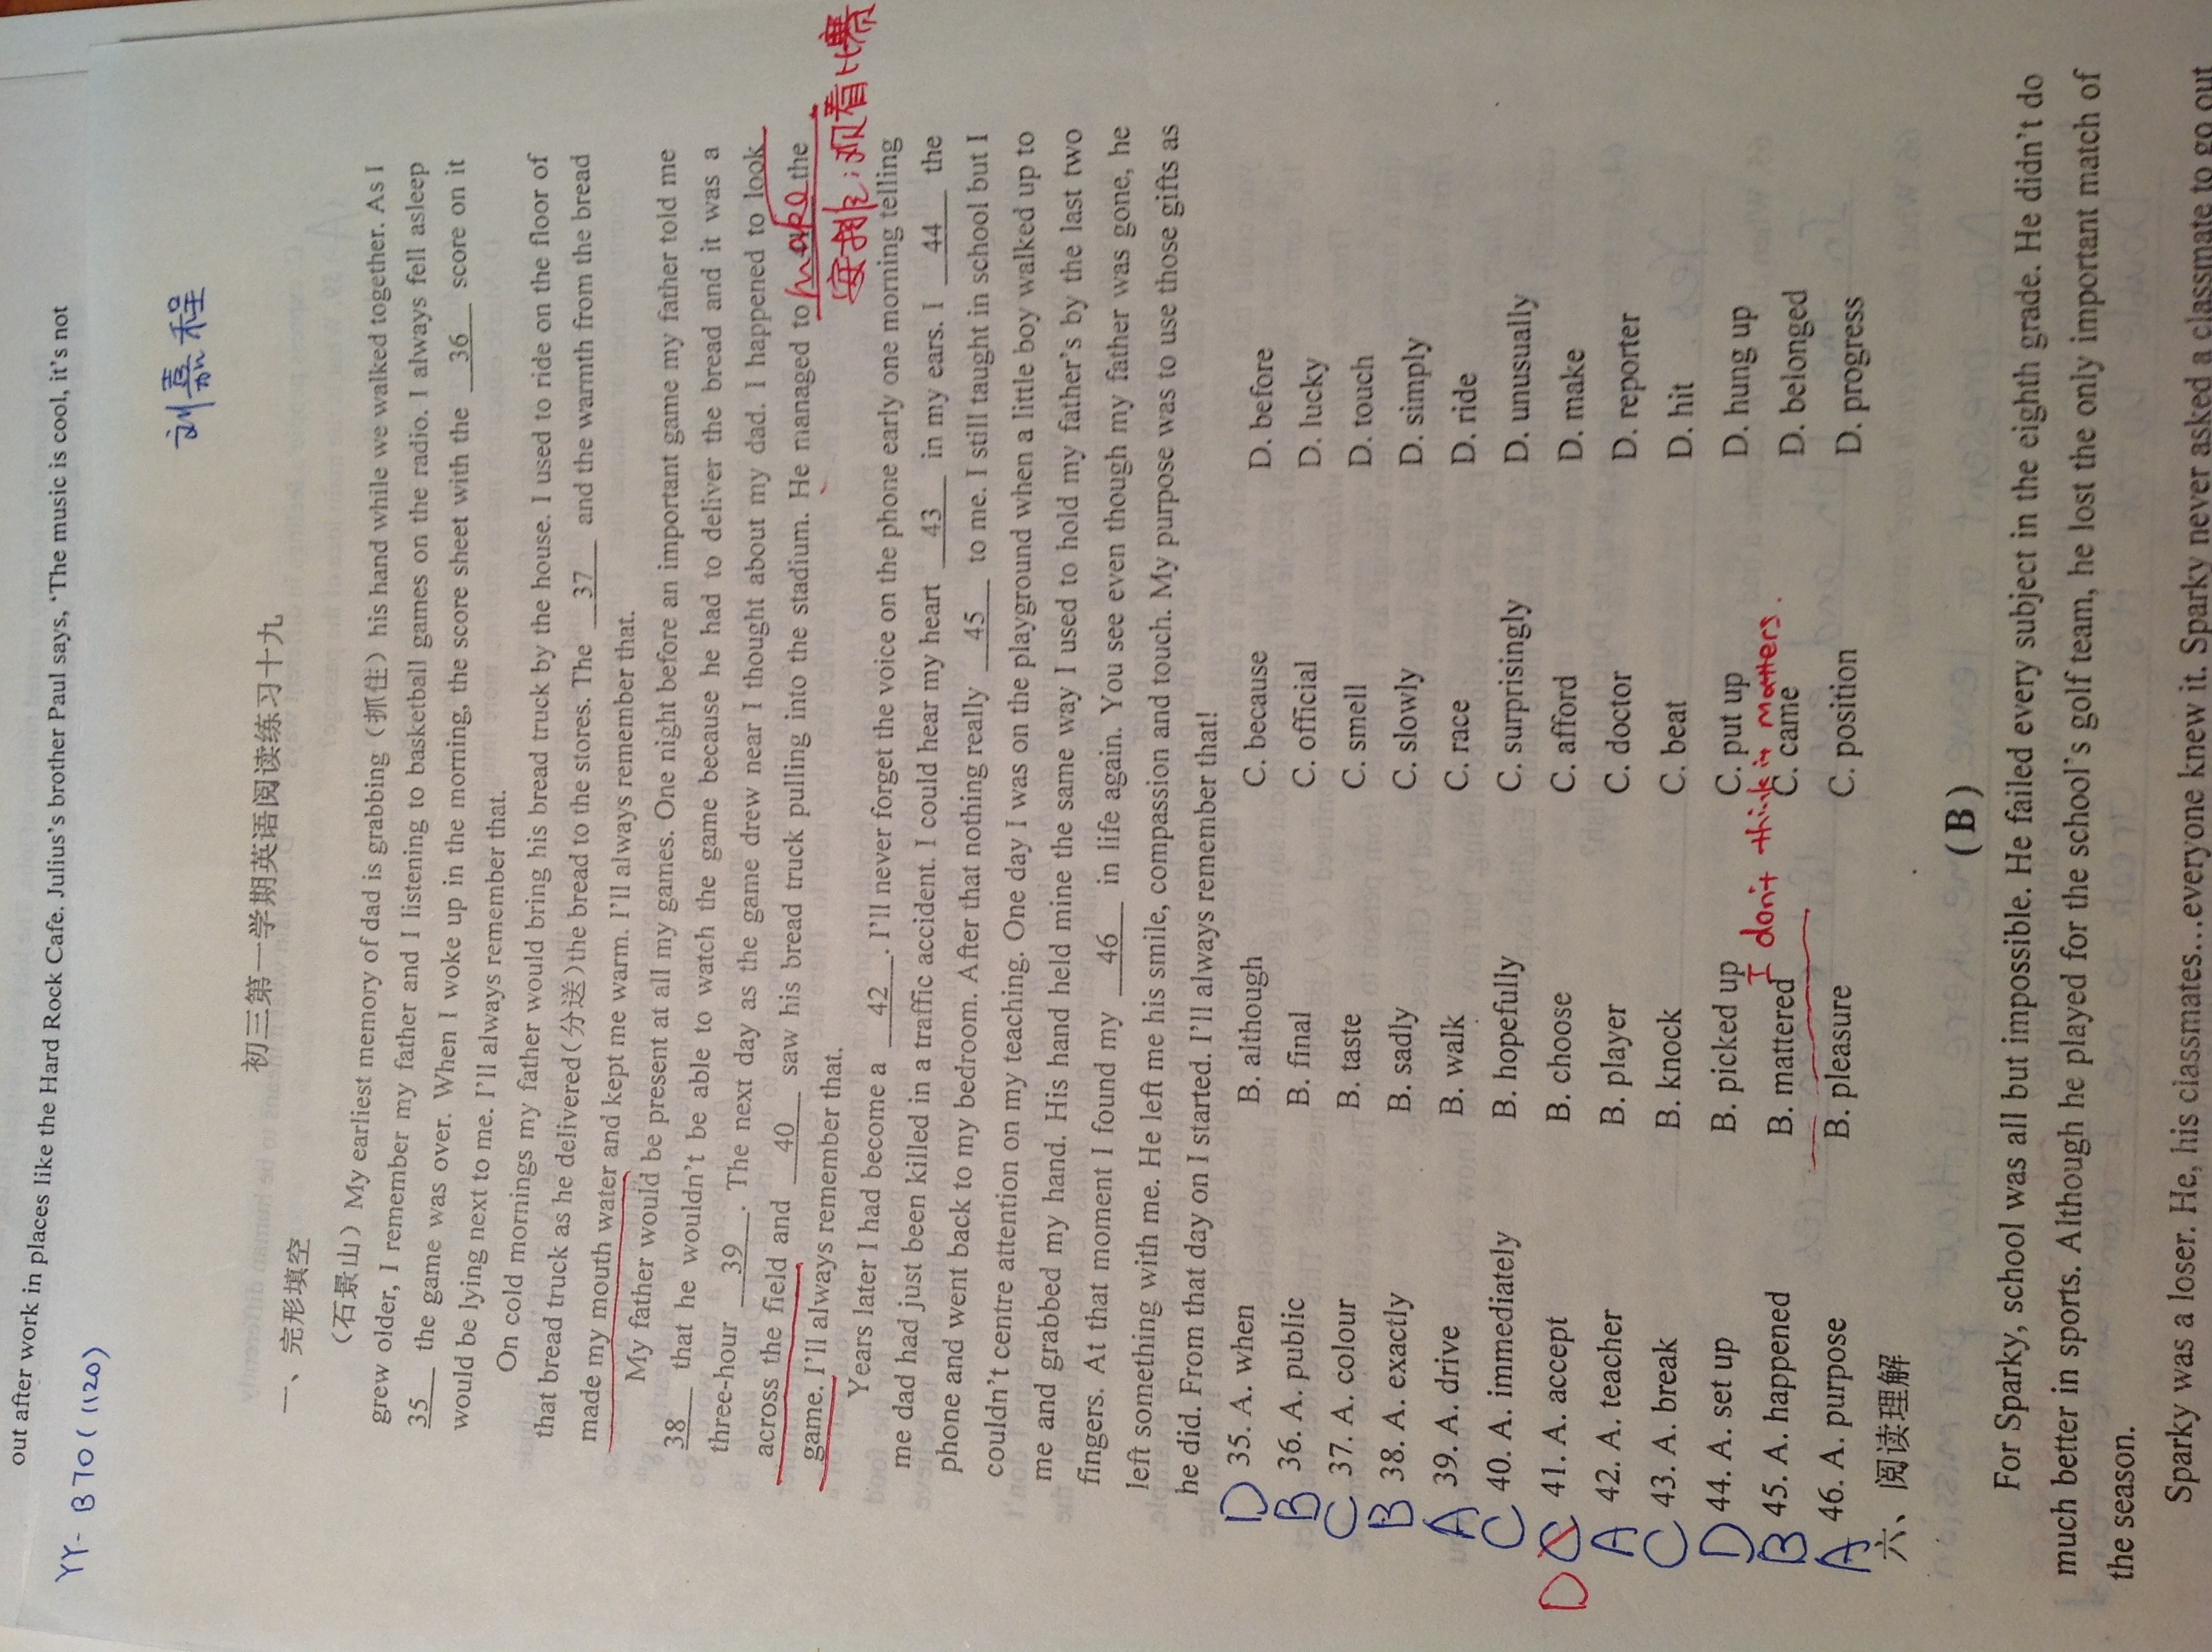 out after work in places like the Hard Rock Cafe. Julius's brother Paul says, 'The music is cool, it's not
YY- B70(1120)
刘嘉程
初三第一学期英语阅读练习十九
一、完形填空
(石景山) My earliest memory of dad is grabbing (抓住) his hand while we walked together. As I
grew older, I remember my father and I listening to basketball games on the radio. I always fell asleep
35 the game was over. When I woke up in the morning, the score sheet with the 36 score on it
would be lying next to me. I'll always remember that.
On cold mornings my father would bring his bread truck by the house. I used to ride on the floor of
that bread truck as he delivered(分送)the bread to the stores. The 37 and the warmth from the bread
made my mouth water and kept me warm. I'll always remember that.
My father would be present at all my games. One night before an important game my father told me
38 that he wouldn't be able to watch the game because he had to deliver the bread and it was a
three-hour 39 . The next day as the game drew near I thought about my dad. I happened to look
across the field and 40 saw his bread truck pulling into the stadium. He managed to make the
game. I'll always remember that.
安排;观看比赛
Years later I had become a 42 . I'll never forget the voice on the phone early one morning telling
me dad had just been killed in a traffic accident. I could hear my heart 43 in my ears. I 44 the
phone and went back to my bedroom. After that nothing really 45 to me. I still taught in school but I
couldn't centre attention on my teaching. One day I was on the playground when a little boy walked up to
me and grabbed my hand. His hand held mine the same way I used to hold my father's by the last two
fingers. At that moment I found my 46 in life again. You see even though my father was gone, he
left something with me. He left me his smile, compassion and touch. My purpose was to use those gifts as
he did. From that day on I started. I'll always remember that!
D 35. A. when B. although C. because D. before
B 36. A. public B. final C. official D. lucky
C 37. A. colour B. taste C. smell D. touch
B 38. A. exactly B. sadly C. slowly D. simply
A 39. A. drive B. walk C. race D. ride
C 40. A. immediately B. hopefully C. surprisingly D. unusually
D C 41. A. accept B. choose C. afford D. make
A 42. A. teacher B. player C. doctor D. reporter
C 43. A. break B. knock C. beat D. hit
D 44. A. set up B. picked up C. put up D. hung up
I don't think it matters.
B 45. A. happened B. mattered C. came D. belonged
A 46. A. purpose B. pleasure C. position D. progress
六、阅读理解
(B)
For Sparky, school was all but impossible. He failed every subject in the eighth grade. He didn't do
much better in sports. Although he played for the school's golf team, he lost the only important match of
the season.
Sparky was a loser. He, his classmates...everyone knew it. Sparky never asked a classmate to go out